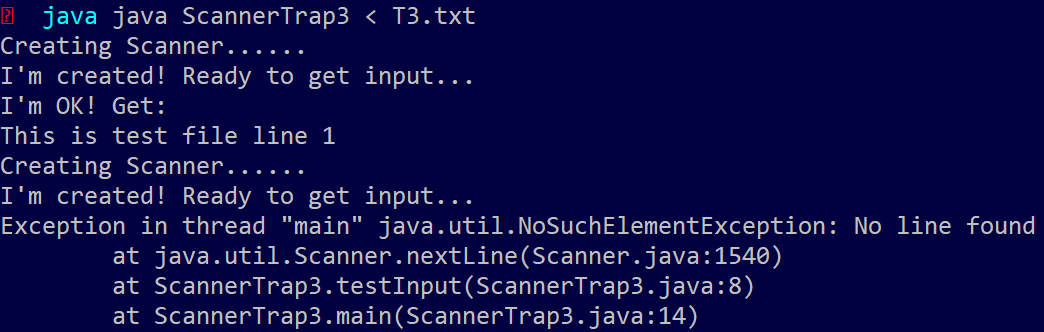 java java ScannerTrap3 < T3.txt
Creating Scanner......
I'm created! Ready to get input...
I'm OK! Get:
This is test file line 1
Creating Scanner......
I'm created! Ready to get input...
Exception in thread "main" java.util.NoSuchElementException: No line found
at java.util.Scanner.nextLine(Scanner.java:1540)
at ScannerTrap3.testInput(ScannerTrap3.java:8)
at ScannerTrap3.main(ScannerTrap3.java:14)